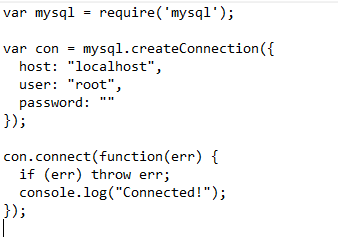 var mysql = require('mysql');

var con = mysql.createConnection({
  host: "localhost",
  user: "root",
  password: ""
});

con.connect(function(err) {
  if (err) throw err;
  console.log("Connected!");
});